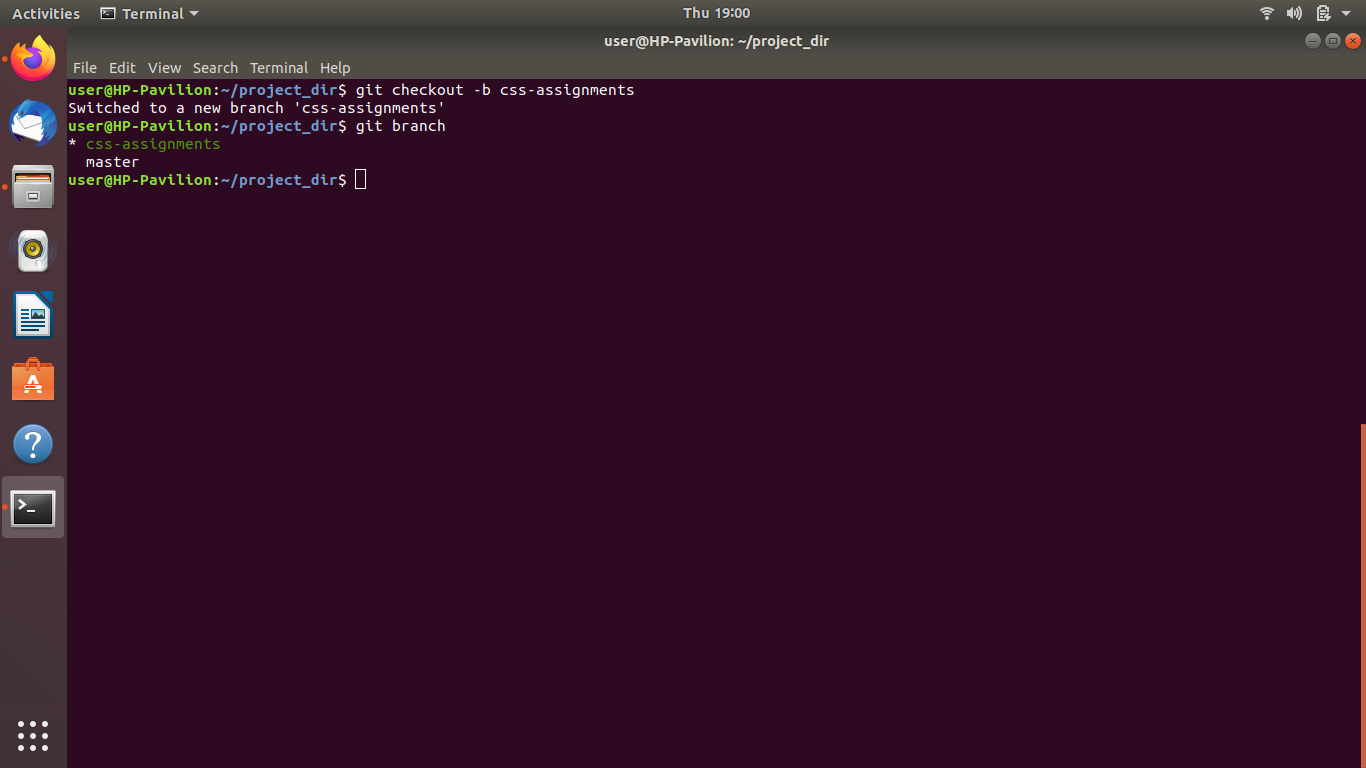 Activities Terminal Thu 19:00
user@HP-Pavilion: ~/project_dir
File Edit View Search Terminal Help
user@HP-Pavilion:~/project_dir$ git checkout -b css-assignments
Switched to a new branch 'css-assignments'
user@HP-Pavilion:~/project_dir$ git branch
* css-assignments
  master
user@HP-Pavilion:~/project_dir$